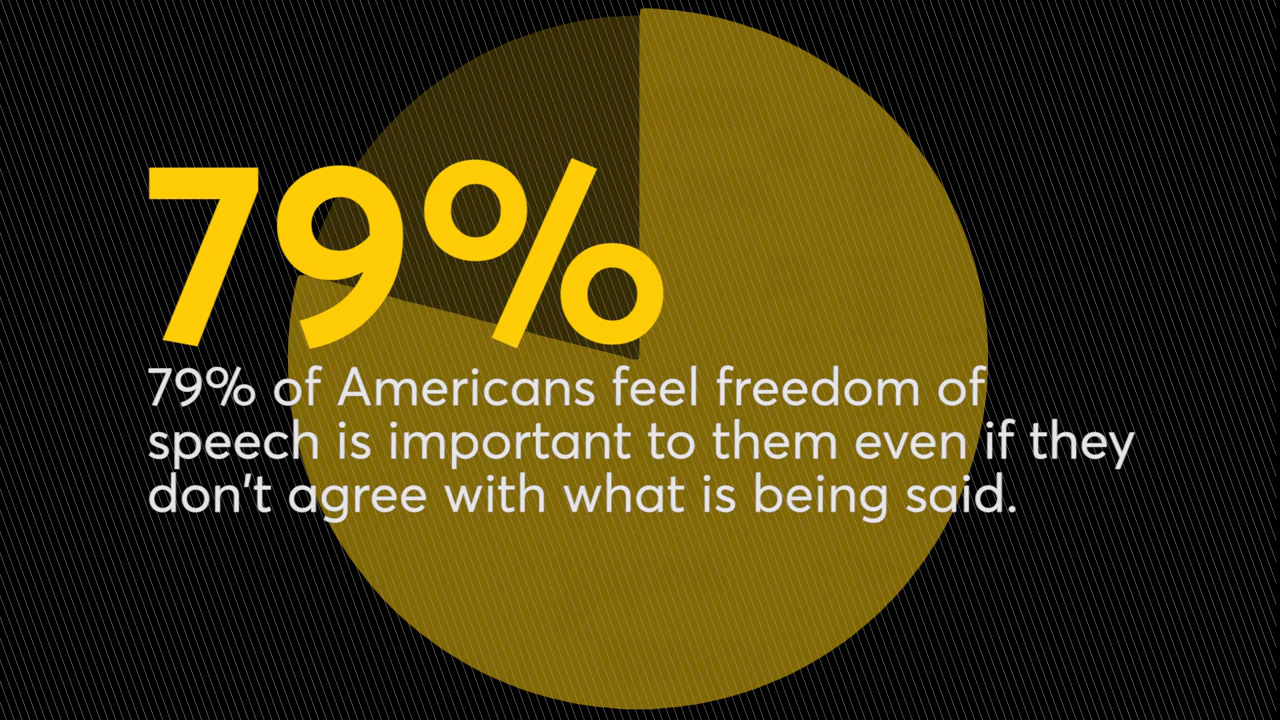 79%
79% of Americans feel freedom of
speech is important to them even if they
don't agree with what is being said.